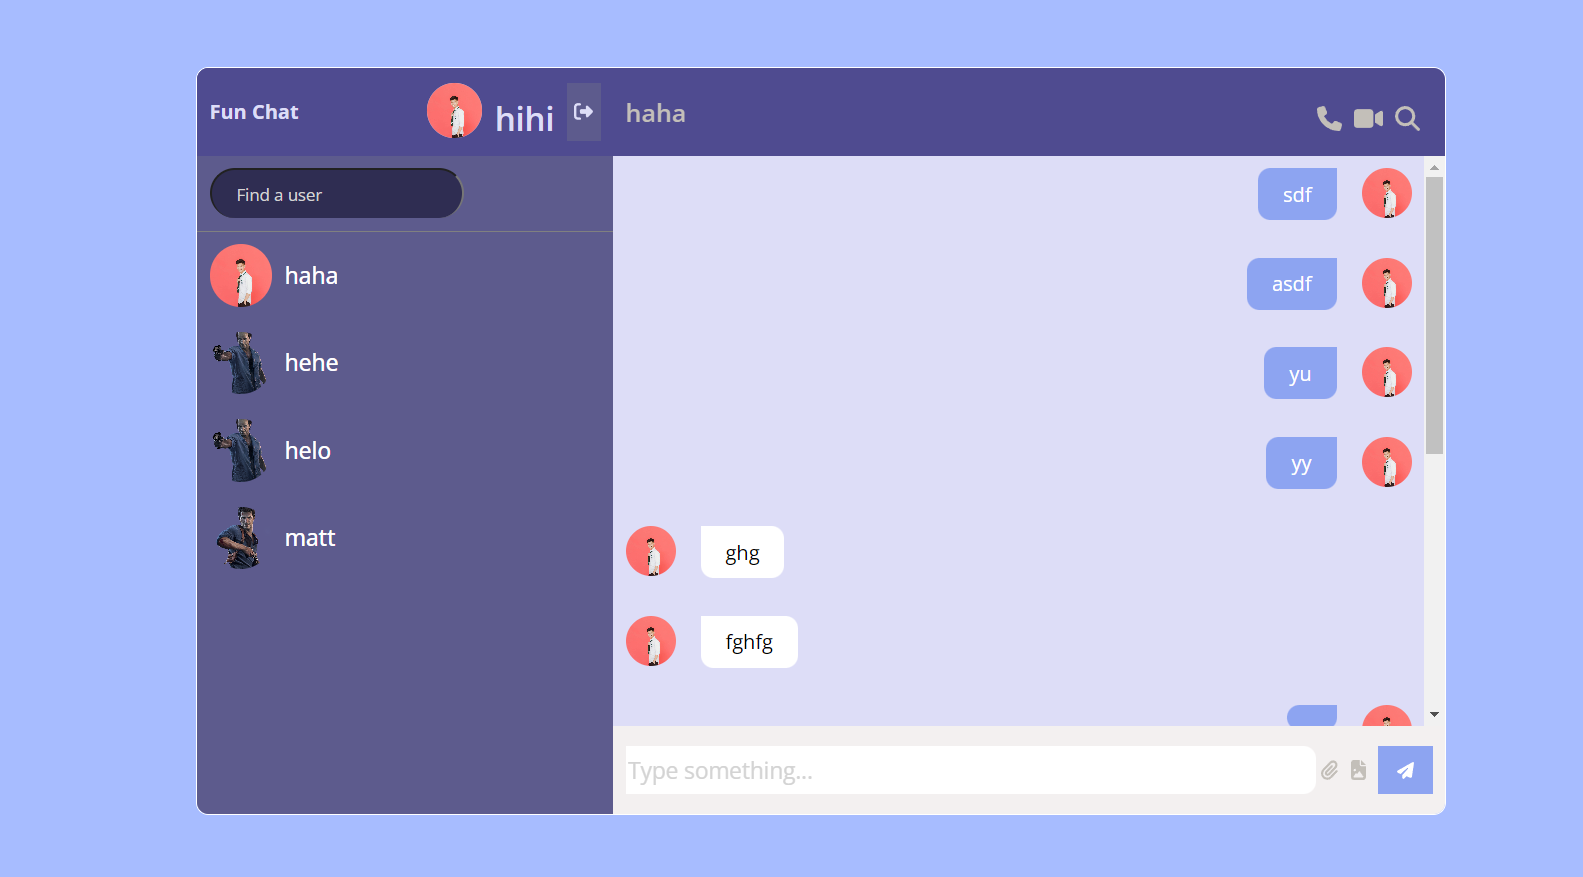 Fun Chat
hihi
haha
Find a user
haha
hehe
helo
matt
sdf
asdf
yu
yy
ghg
fghfg
Type something...